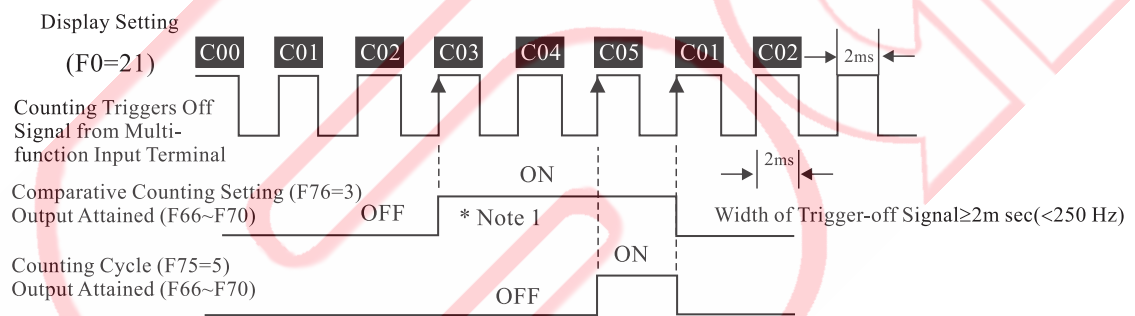 Display Setting
(F0=21)
C00 C01 C02 C03 C04 C05 C01 C02 2ms
Counting Triggers Off
Signal from Multi-
function Input Terminal
2ms
Comparative Counting Setting (F76=3)
Output Attained (F66~F70)
OFF
ON
* Note 1
Width of Trigger-off Signal≥2m sec(<250 Hz)
Counting Cycle (F75=5)
Output Attained (F66~F70)
OFF
ON